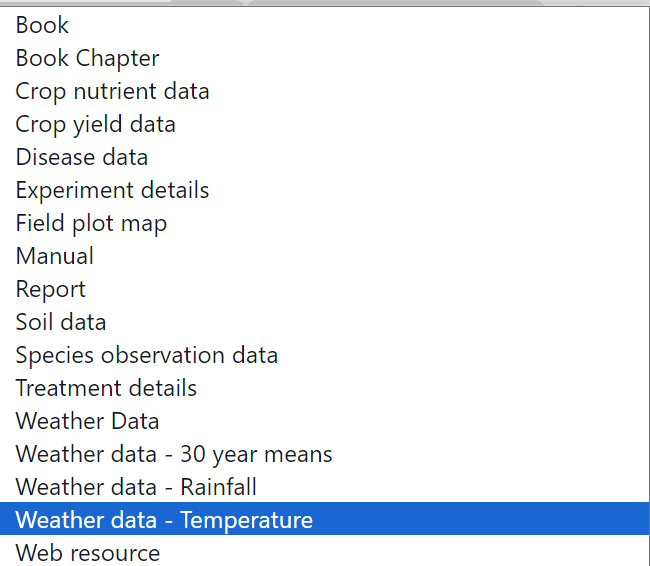 Book
Book Chapter
Crop nutrient data
Crop yield data
Disease data
Experiment details
Field plot map
Manual
Report
Soil data
Species observation data
Treatment details
Weather Data
Weather data - 30 year means
Weather data - Rainfall
Weather data - Temperature
Web resource